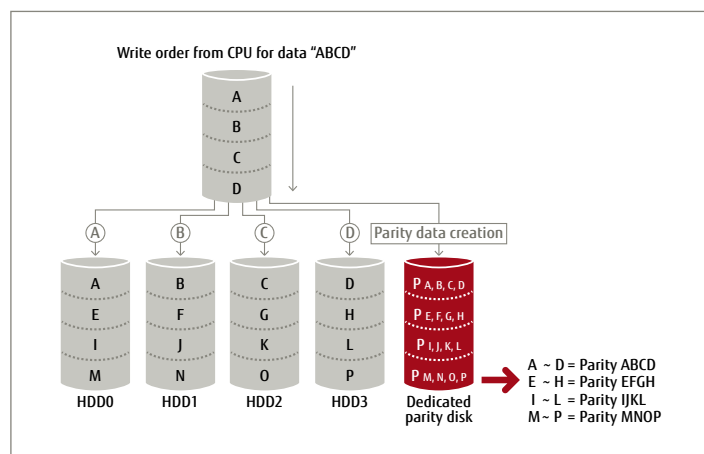 Write order from CPU for data “ABCD”
A
B
C
D
A
B
C
D
Parity data creation
A
E
I
M
HDD0
B
F
J
N
HDD1
C
G
K
O
HDD2
D
H
L
P
HDD3
P A, B, C, D
P E, F, G, H
P I, J, K, L
P M, N, O, P
Dedicated
parity disk
A ~ D = Parity ABCD
E ~ H = Parity EFGH
I ~ L = Parity IJKL
M ~ P = Parity MNOP